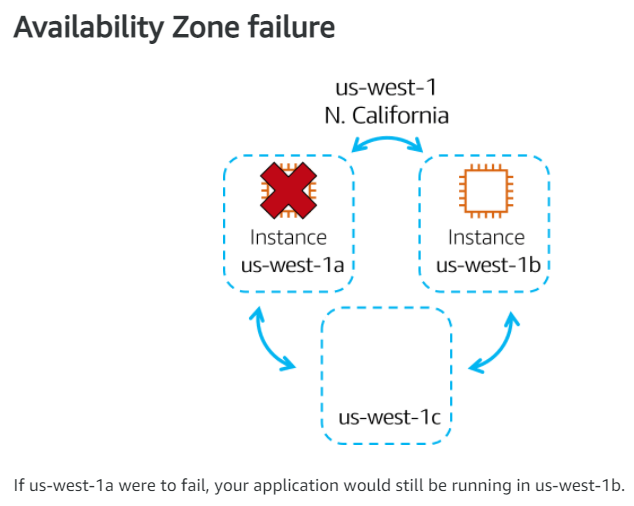 Availability Zone failure
us-west-1
N. California
Instance
us-west-1a
Instance
us-west-1b
us-west-1c
If us-west-1a were to fail, your application would still be running in us-west-1b.